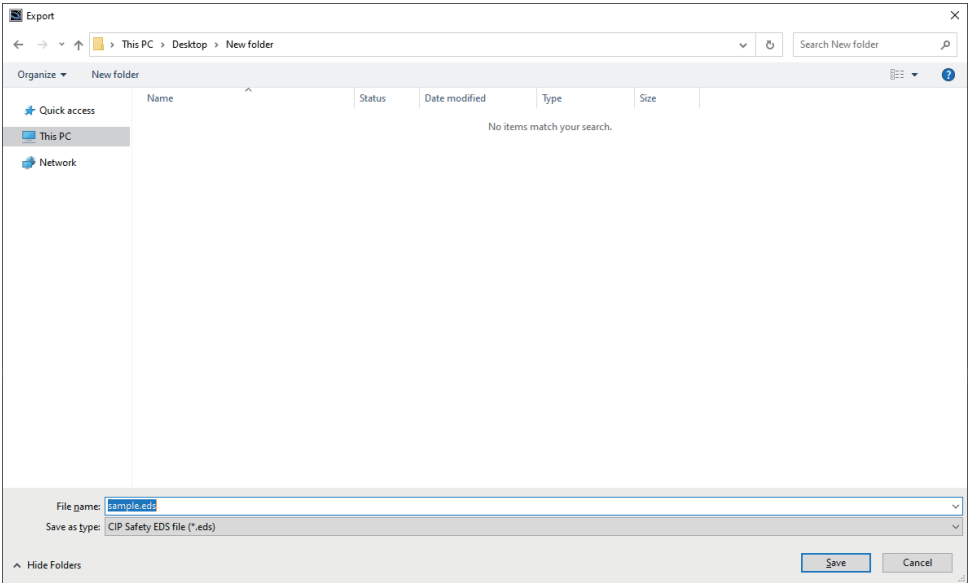 Export
This PC > Desktop > New folder
Search New folder
Organize New folder
Name Status Date modified Type Size
Quick access
This PC
Network
No items match your search.
File name: sample.eds
Save as type: CIP Safety EDS file (*.eds)
Hide Folders
Save Cancel